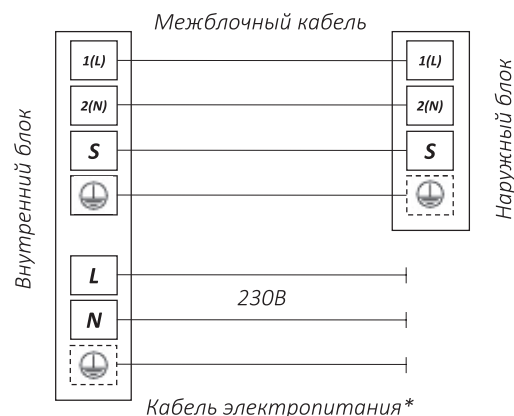 Межблочный кабель
Внутренний блок
1(L)
2(N)
S
L
N
1(L)
2(N)
S
Наружный блок
230В
Кабель электропитания*